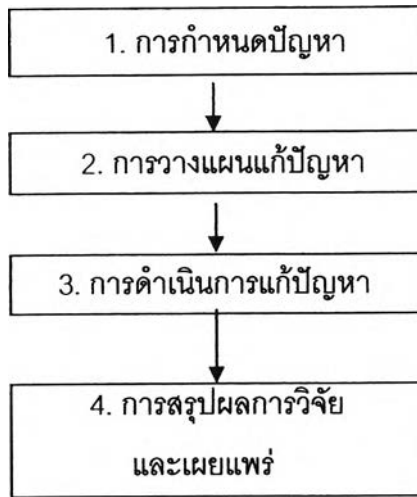 1. การกำหนดปัญหา
2. การวางแผนแก้ปัญหา
3. การดำเนินการแก้ปัญหา
4. การสรุปผลการวิจัย
และเผยแพร่